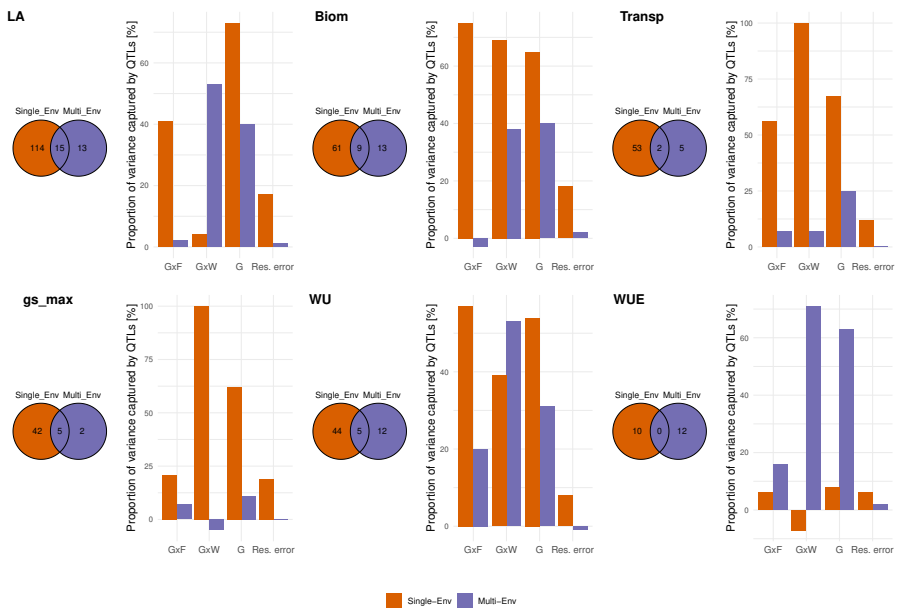 LA
Single_Env Multi_Env
114 15 13
Proportion of variance captured by QTLs [%]
60
40
20
0
GxF GxW G Res. error
Biom
Single_Env Multi_Env
61 9 13
Proportion of variance captured by QTLs [%]
60
40
20
0
GxF GxW G Res. error
Transp
Single_Env Multi_Env
53 2 5
Proportion of variance captured by QTLs [%]
100
75
50
25
0
GxF GxW G Res. error
gs_max
Single_Env Multi_Env
42 5 2
Proportion of variance captured by QTLs [%]
100
75
50
25
0
GxF GxW G Res. error
WU
Single_Env Multi_Env
44 5 12
Proportion of variance captured by QTLs [%]
40
20
0
GxF GxW G Res. error
WUE
Single_Env Multi_Env
10 0 12
Proportion of variance captured by QTLs [%]
60
40
20
0
GxF GxW G Res. error
Single−Env Multi−Env